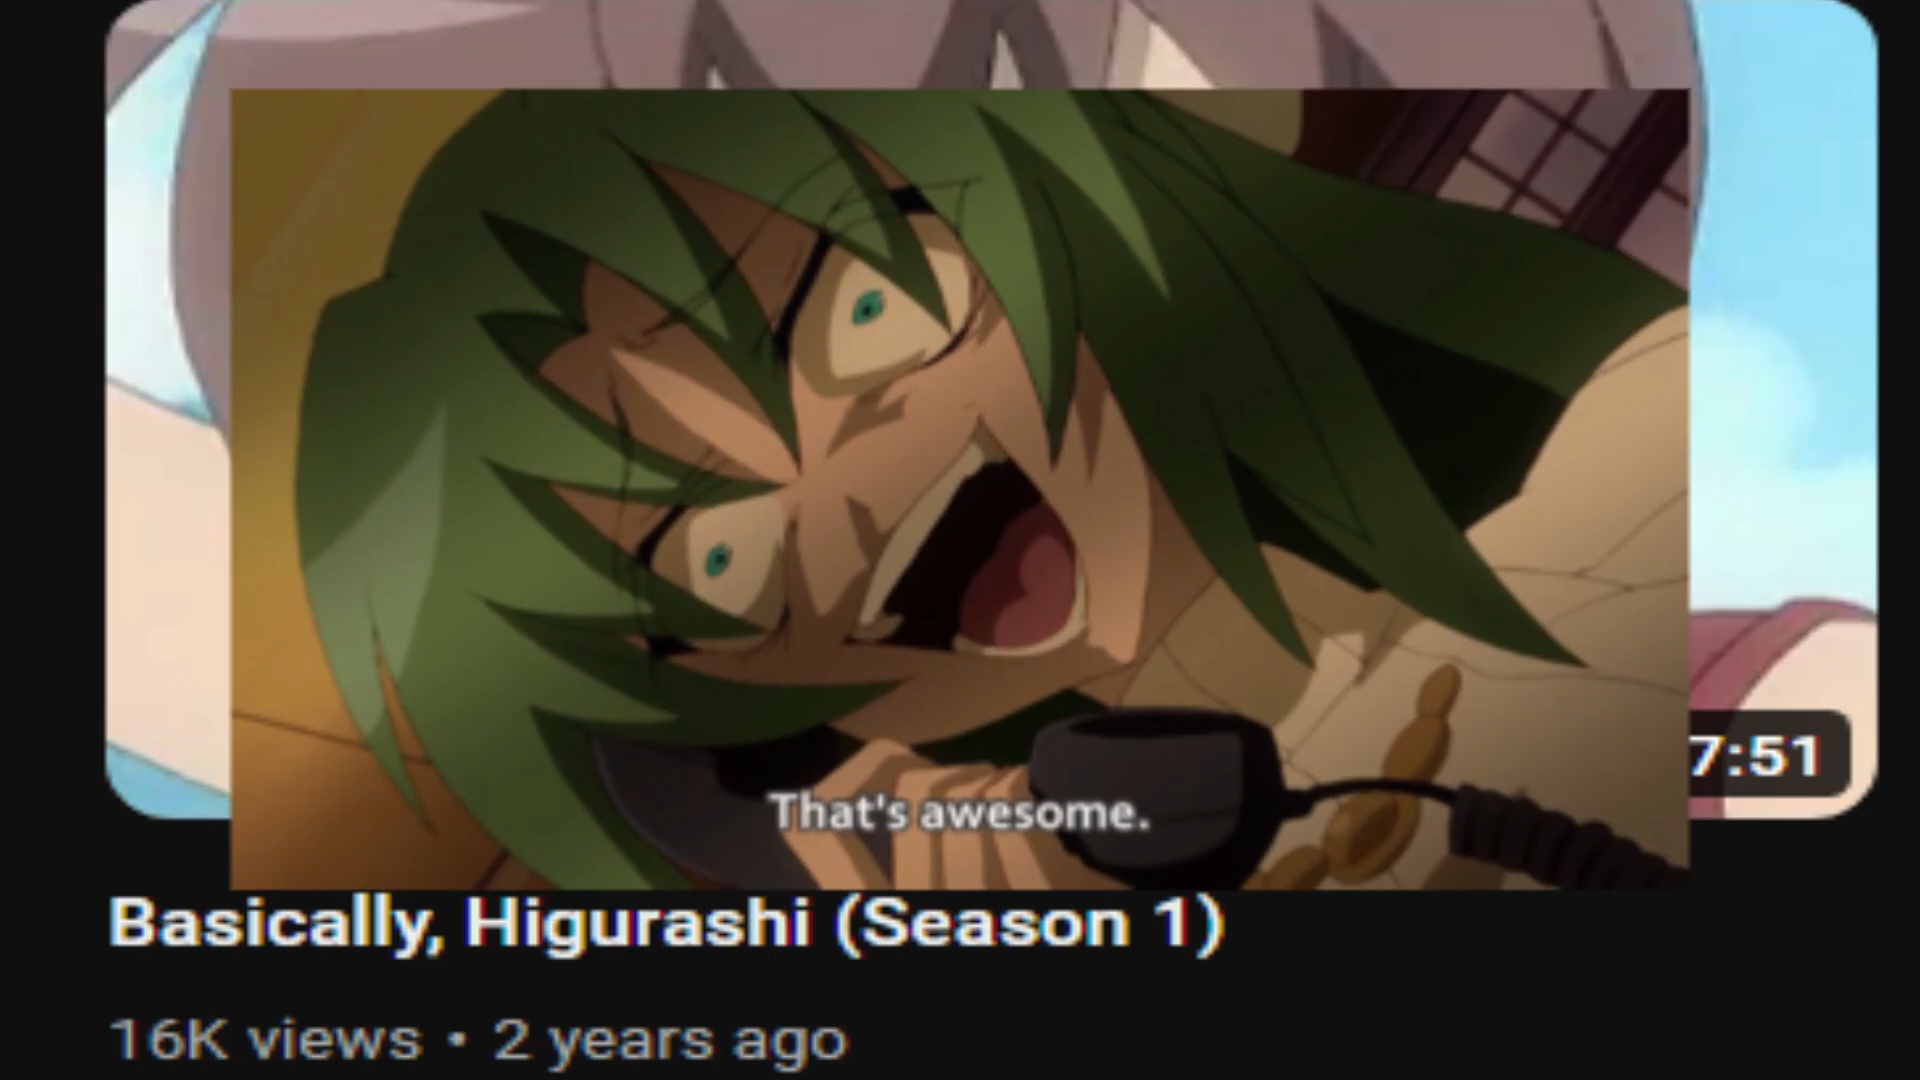 7:51
That's awesome.
Basically, Higurashi (Season 1)
16K views • 2 years ago